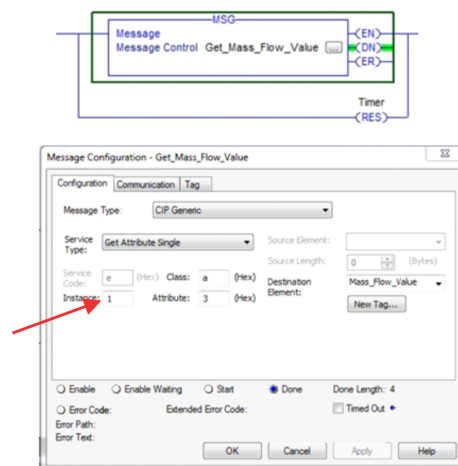 MSG
Message
Message Control Get_Mass_Flow_Value ...
EN
DN
ER
Timer
RES
Message Configuration - Get_Mass_Flow_Value
Configuration Communication Tag
Message Type: CIP Generic
Service Type: Get Attribute Single
Source Element:
Source Length: 0 (Bytes)
Service Code: e (Hex) Class: a (Hex)
Destination Element: Mass_Flow_Value
Instance: 1 Attribute: 3 (Hex)
New Tag...
Enable Enable Waiting Start Done Done Length: 4
Error Code: Extended Error Code: Timed Out
Error Path:
Error Text:
OK Cancel Apply Help